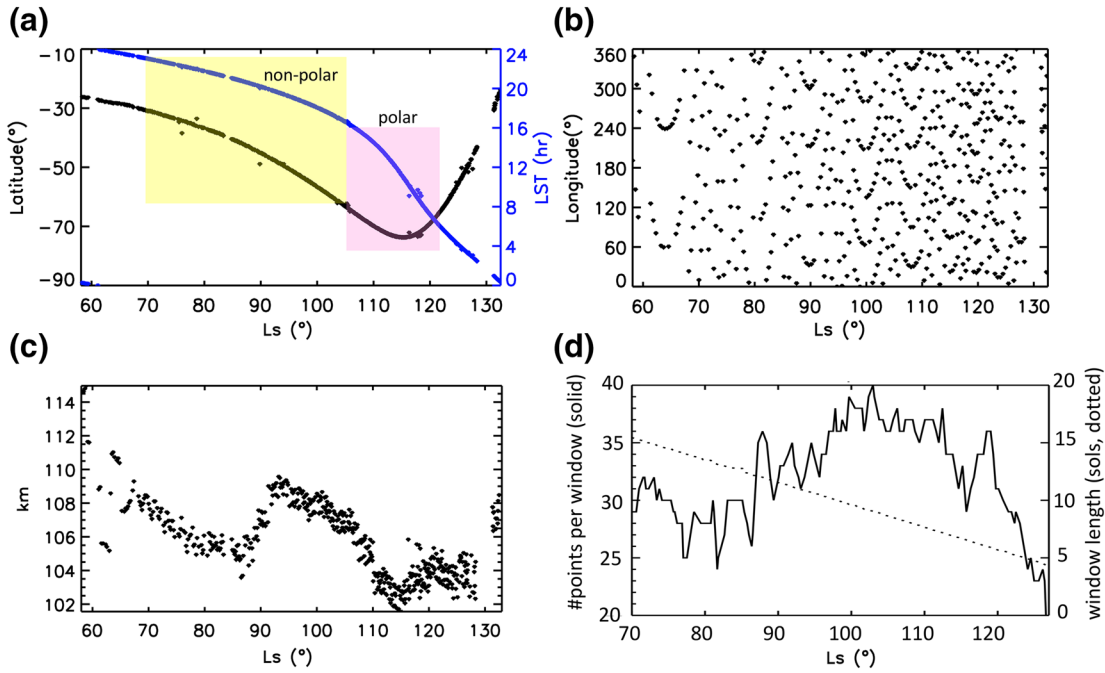 (a)
−10
−30
−50
−70
−90
Latitude(°)
non-polar
polar
24
20
16
12
8
4
0
LST (hr)
60 70 80 90 100 110 120 130
Ls (°)
(b)
360
300
240
180
120
60
0
Longitude(°)
60 70 80 90 100 110 120 130
Ls (°)
(c)
114
112
110
108
106
104
102
km
60 70 80 90 100 110 120 130
Ls (°)
(d)
40
35
30
25
20
#points per window (solid)
20
15
10
5
0
window length (sols, dotted)
70 80 90 100 110 120
Ls (°)